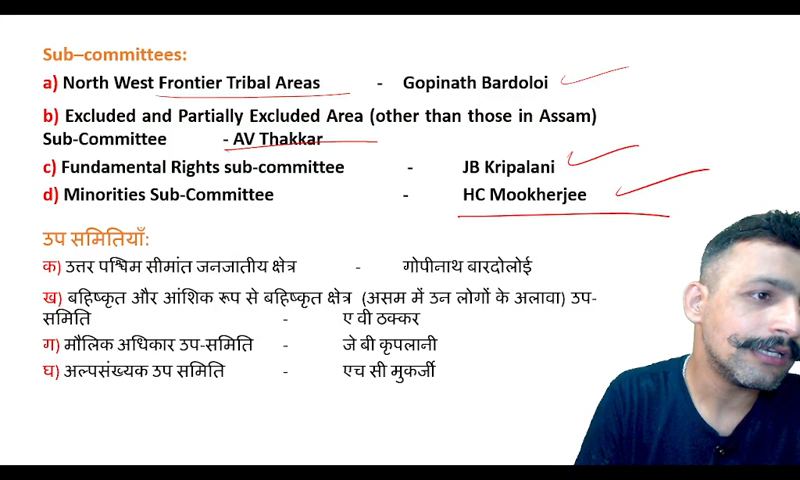 Sub–committees:
a) North West Frontier Tribal Areas - Gopinath Bardoloi
b) Excluded and Partially Excluded Area (other than those in Assam)
Sub-Committee - AV Thakkar
c) Fundamental Rights sub-committee - JB Kripalani
d) Minorities Sub-Committee - HC Mookherjee
उप समितियाँ:
क) उत्तर पश्चिम सीमांत जनजातीय क्षेत्र - गोपीनाथ बारदोलोई
ख) बहिष्कृत और आंशिक रूप से बहिष्कृत क्षेत्र (असम में उन लोगों के अलावा) उप-
समिति - ए वी ठक्कर
ग) मौलिक अधिकार उप-समिति - जे बी कृपलानी
घ) अल्पसंख्यक उप समिति - एच सी मुकर्जी